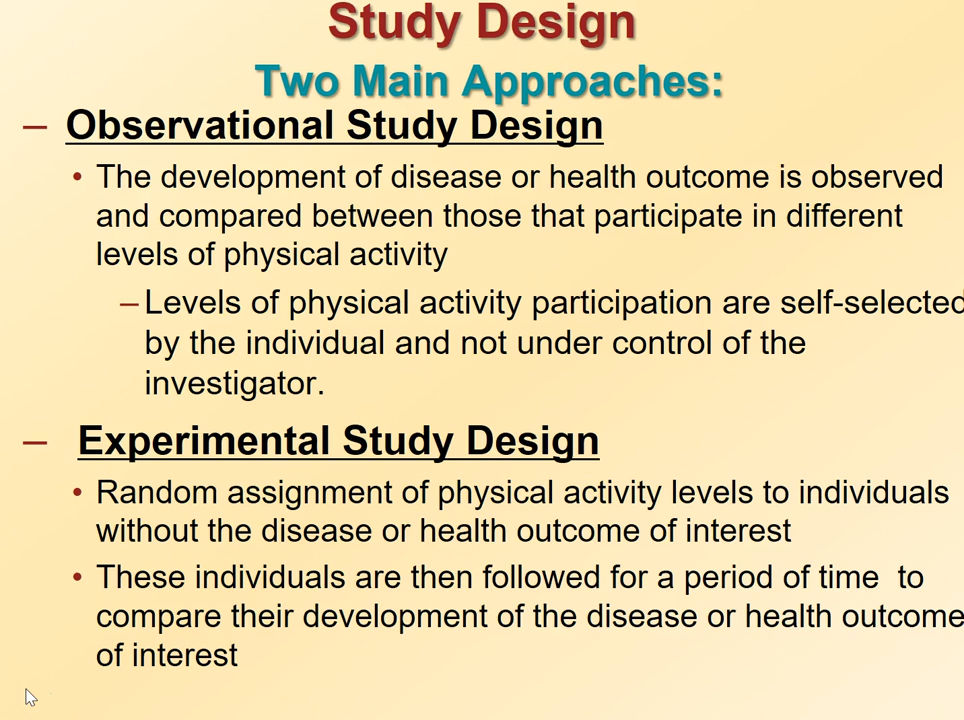 Study Design
Two Main Approaches:
– Observational Study Design
• The development of disease or health outcome is observed
and compared between those that participate in different
levels of physical activity
– Levels of physical activity participation are self-selected
by the individual and not under control of the
investigator.
– Experimental Study Design
• Random assignment of physical activity levels to individuals
without the disease or health outcome of interest
• These individuals are then followed for a period of time  to
compare their development of the disease or health outcome
of interest